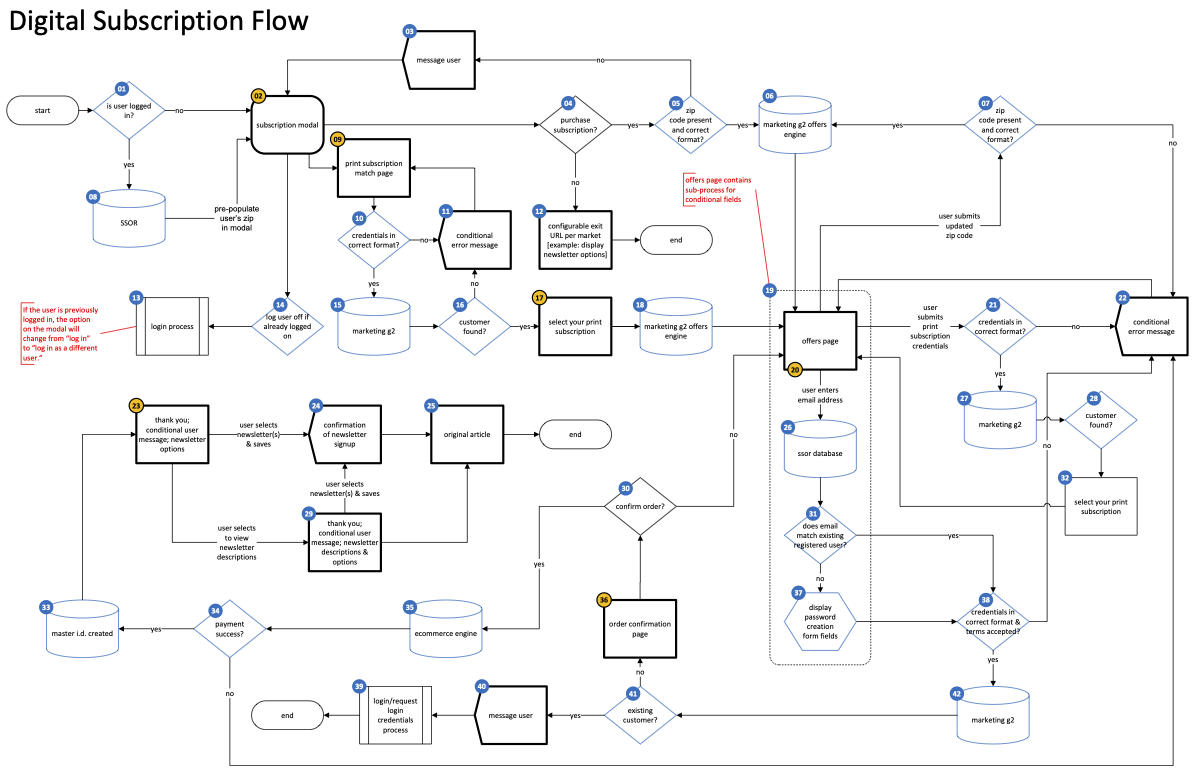 Digital Subscription Flow
03
message user
no
01
is user logged
in?
start
no
yes
02
subscription modal
04
purchase
subscription?
yes
no
05
zip
code present
and correct
format?
yes
06
marketing g2 offers
engine
07
zip
code present
and correct
format?
yes
no
08
SSOR
pre-populate
user's zip
in modal
09
print subscription
match page
10
credentials in
correct format?
no
yes
11
conditional
error message
12
configurable exit
URL per market
[example: display
newsletter options]
end
offers page contains
sub-process for
conditional fields
user submits
updated
zip code
If the user is previously
logged in, the option
on the modal will
change from “log in”
to “log in as a different
user.”
13
login process
14
log user off if
already logged
on
15
marketing g2
16
customer
found?
no
yes
17
select your print
subscription
18
marketing g2 offers
engine
19
offers page
20
user
submits
print
subscription
credentials
21
credentials in
correct format?
no
yes
22
conditional
error message
user enters
email address
23
thank you;
conditional user
message; newsletter
options
user selects
newsletter(s)
& saves
24
confirmation
of newsletter
signup
25
original article
end
26
ssor database
27
marketing g2
28
customer
found?
no
no
user selects
newsletter(s) & saves
29
thank you;
conditional user
message; newsletter
descriptions &
options
user selects
to view
newsletter
descriptions
30
confirm order?
yes
31
does email
match existing
registered user?
yes
no
32
select your print
subscription
33
master i.d. created
34
payment
success?
yes
no
35
ecommerce engine
36
order confirmation
page
no
37
display
password
creation
form fields
38
credentials in
correct format &
terms accepted?
yes
39
login/request
login
credentials
process
end
40
message user
41
existing
customer?
yes
42
marketing g2